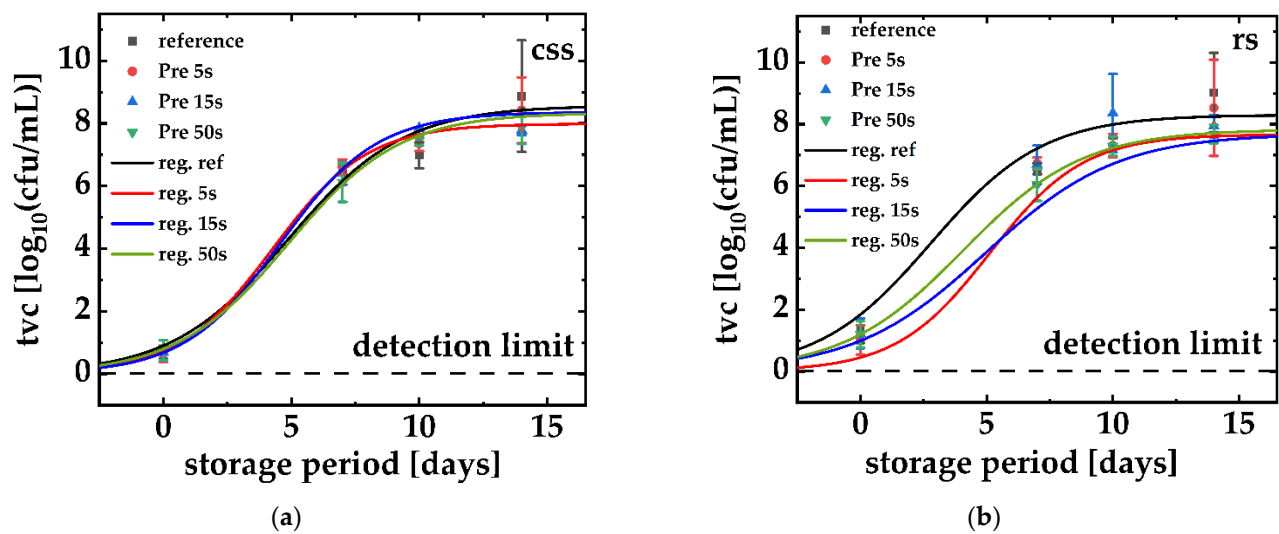 css
reference
Pre 5s
Pre 15s
Pre 50s
reg. ref
reg. 5s
reg. 15s
reg. 50s
detection limit
10
8
6
4
2
0
0
5
10
15
tvc [log₁₀(cfu/mL)]
storage period [days]
(a)
rs
reference
Pre 5s
Pre 15s
Pre 50s
reg. ref
reg. 5s
reg. 15s
reg. 50s
detection limit
10
8
6
4
2
0
0
5
10
15
tvc [log₁₀(cfu/mL)]
storage period [days]
(b)